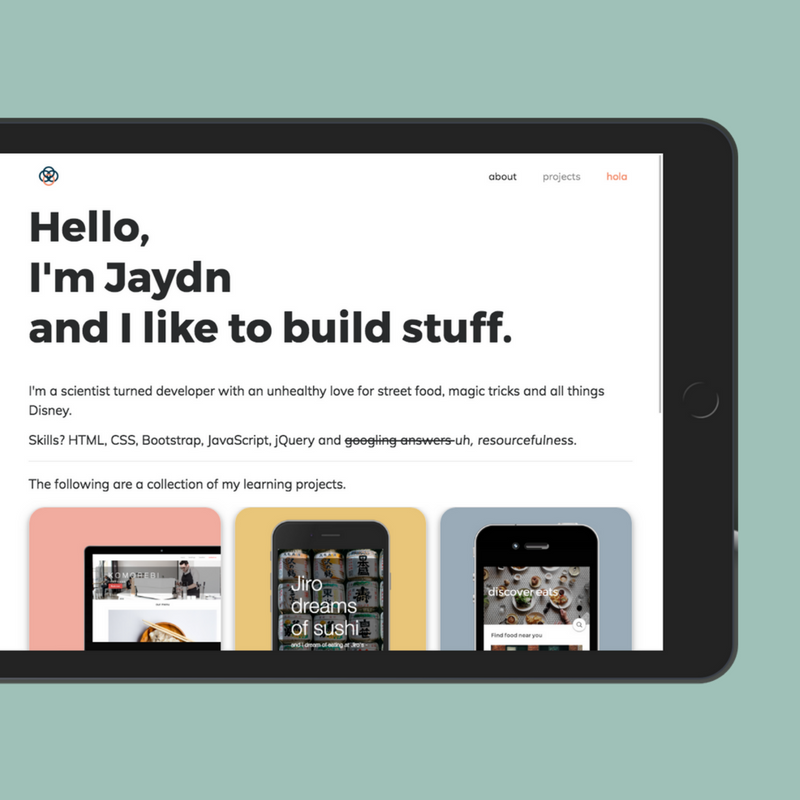 about projects hola
Hello,
I'm Jaydn
and I like to build stuff.
I'm a scientist turned developer with an unhealthy love for street food, magic tricks and all things
Disney.
Skills? HTML, CSS, Bootstrap, JavaScript, jQuery and googling answers uh, resourcefulness.
The following are a collection of my learning projects.
KOMOREBI
Jiro
dreams
of sushi
and I dream of eating at Jiro's
discover eats
Find food near you